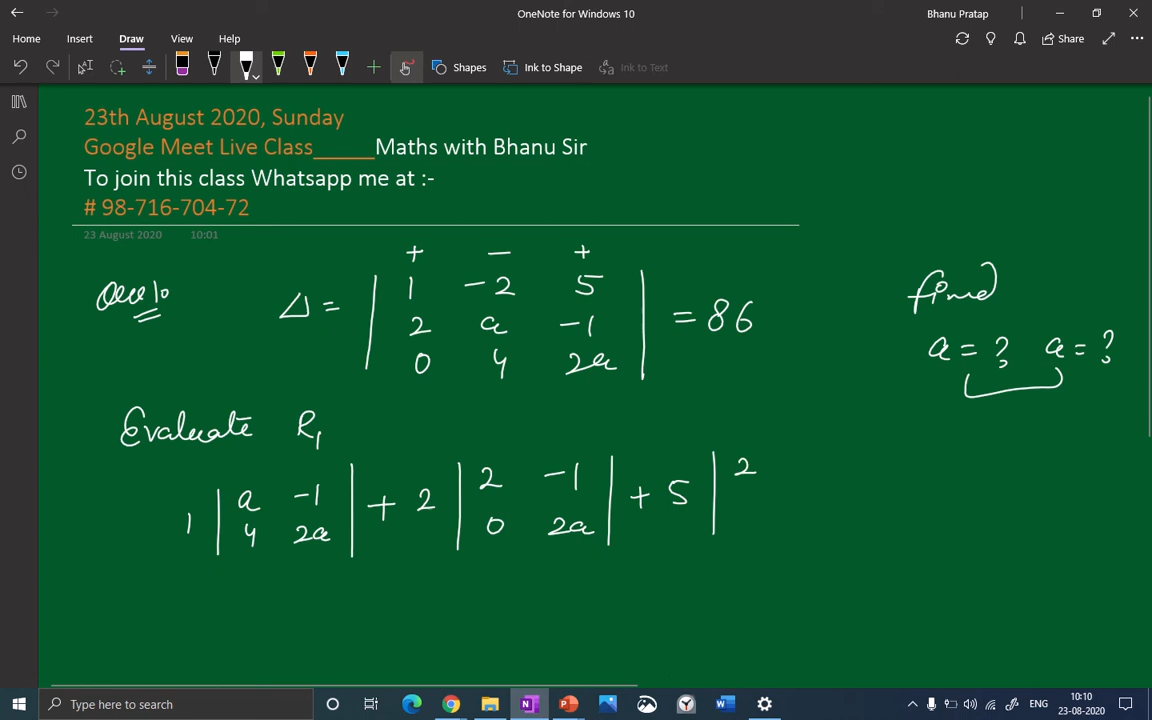 OneNote for Windows 10
Bhanu Pratap
Home Insert Draw View Help
Share
Shapes Ink to Shape Ink to Text
23th August 2020, Sunday
Google Meet Live Class_____Maths with Bhanu Sir
To join this class Whatsapp me at :-
# 98-716-704-72
23 August 2020 10:01
+ − +
1 −2 5
Δ = 2 a −1 = 86
0 4 2a
find
a = ? a = ?
Evaluate R₁
1 | a −1 | + 2 | 2 −1 | + 5 | 2
4 2a | 0 2a |
Type here to search
ENG
10:10
23-08-2020